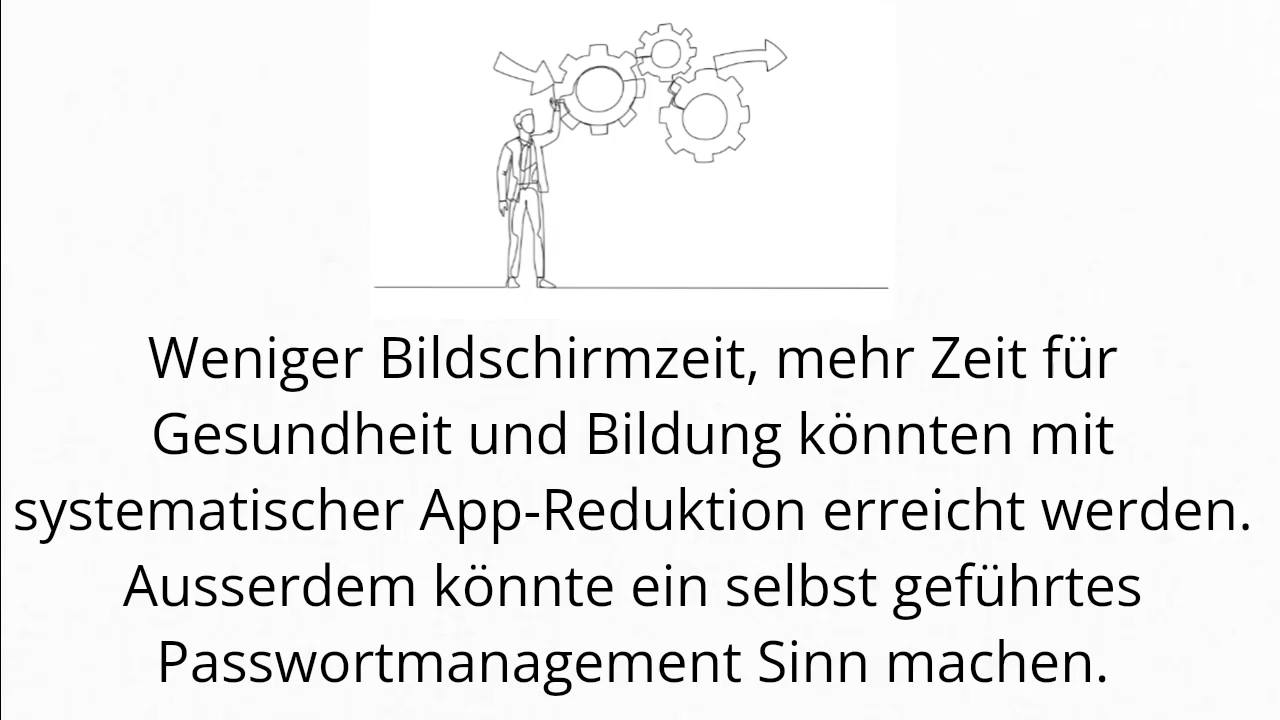 Weniger Bildschirmzeit, mehr Zeit für
Gesundheit und Bildung könnten mit
systematischer App-Reduktion erreicht werden.
Ausserdem könnte ein selbst geführtes
Passwortmanagement Sinn machen.